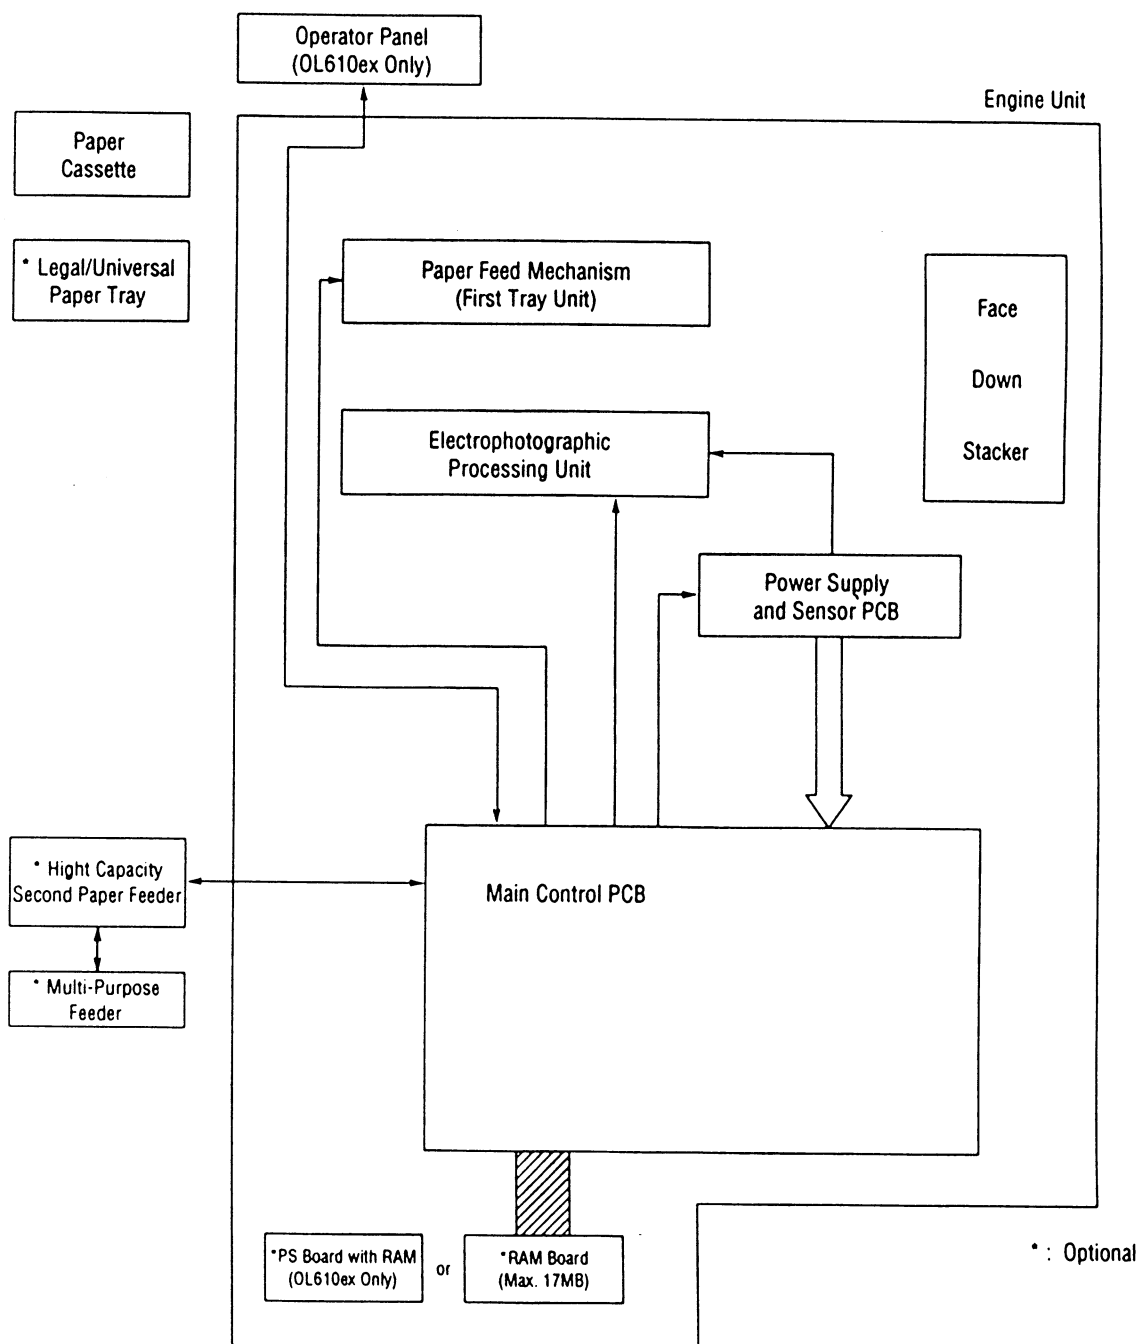 Operator Panel
(OL610ex Only)
Engine Unit
Paper
Cassette
* Legal/Universal
Paper Tray
Paper Feed Mechanism
(First Tray Unit)
Face
Down
Stacker
Electrophotographic
Processing Unit
Power Supply
and Sensor PCB
* Hight Capacity
Second Paper Feeder
Main Control PCB
* Multi-Purpose
Feeder
*PS Board with RAM
(OL610ex Only)
or
*RAM Board
(Max. 17MB)
* : Optional